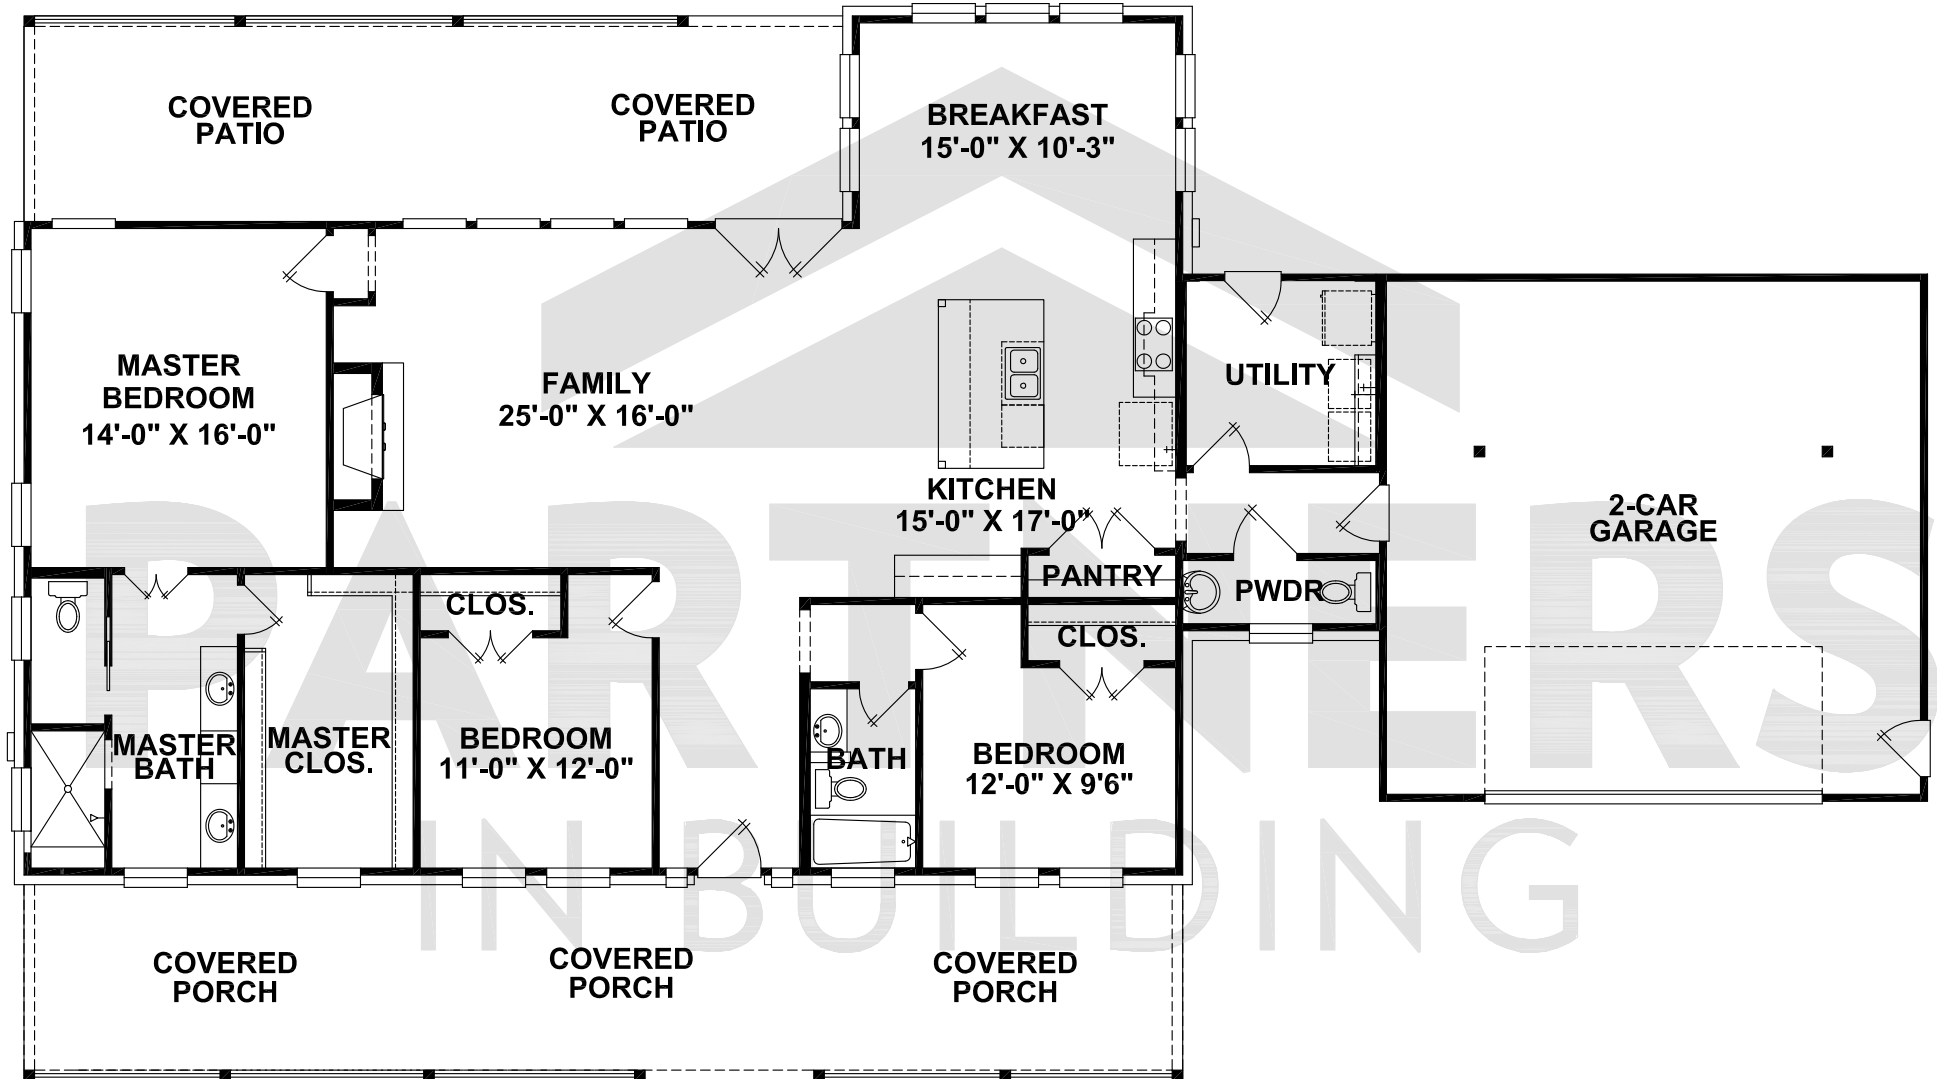 COVERED
PATIO
COVERED
PATIO
BREAKFAST
15'-0" X 10'-3"
MASTER
BEDROOM
14'-0" X 16'-0"
FAMILY
25'-0" X 16'-0"
UTILITY
KITCHEN
15'-0" X 17'-0"
2-CAR
GARAGE
PANTRY
PWDR
CLOS.
CLOS.
MASTER
BATH
MASTER
CLOS.
BEDROOM
11'-0" X 12'-0"
BATH
BEDROOM
12'-0" X 9'6"
COVERED
PORCH
COVERED
PORCH
COVERED
PORCH
PARTNERS
IN BUILDING